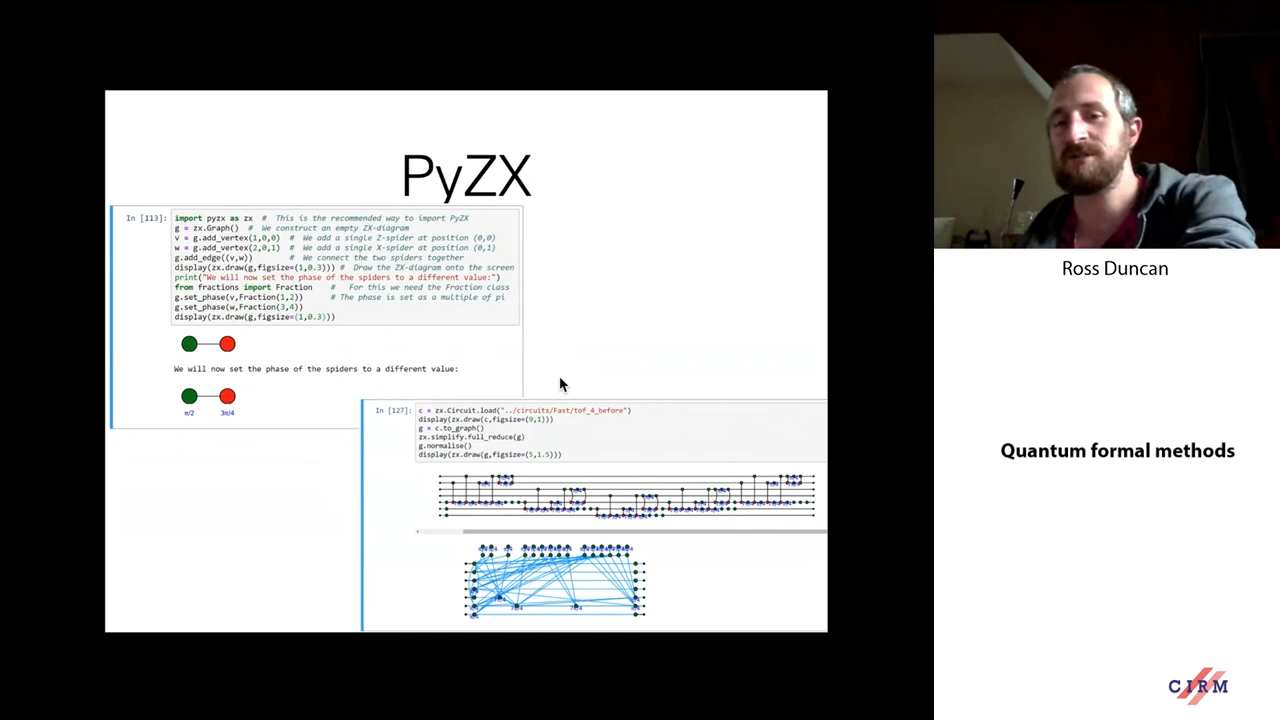 PyZX
In [113]:
import pyzx as zx # This is the recommended way to import PyZX
g = zx.Graph() # We construct an empty ZX-diagram
v = g.add_vertex(1,0,0) # We add a single Z-spider at position (0,0)
w = g.add_vertex(2,0,1) # We add a single X-spider at position (0,1)
g.add_edge((v,w)) # We connect the two spiders together
display(zx.draw(g,figsize=(1,0.3))) # Draw the ZX-diagram onto the screen
print("We will now set the phase of the spiders to a different value:")
from fractions import Fraction # For this we need the Fraction class
g.set_phase(v,Fraction(1,2)) # The phase is set as a multiple of pi
g.set_phase(w,Fraction(3,4))
display(zx.draw(g,figsize=(1,0.3)))
We will now set the phase of the spiders to a different value:
π/2 3π/4
In [127]:
c = zx.Circuit.load("../circuits/Fast/tof_4_before")
display(zx.draw(c,figsize=(9,1)))
g = c.to_graph()
zx.simplify.full_reduce(g)
g.normalise()
display(zx.draw(g,figsize=(5,1.5)))
Ross Duncan
Quantum formal methods
CIRM